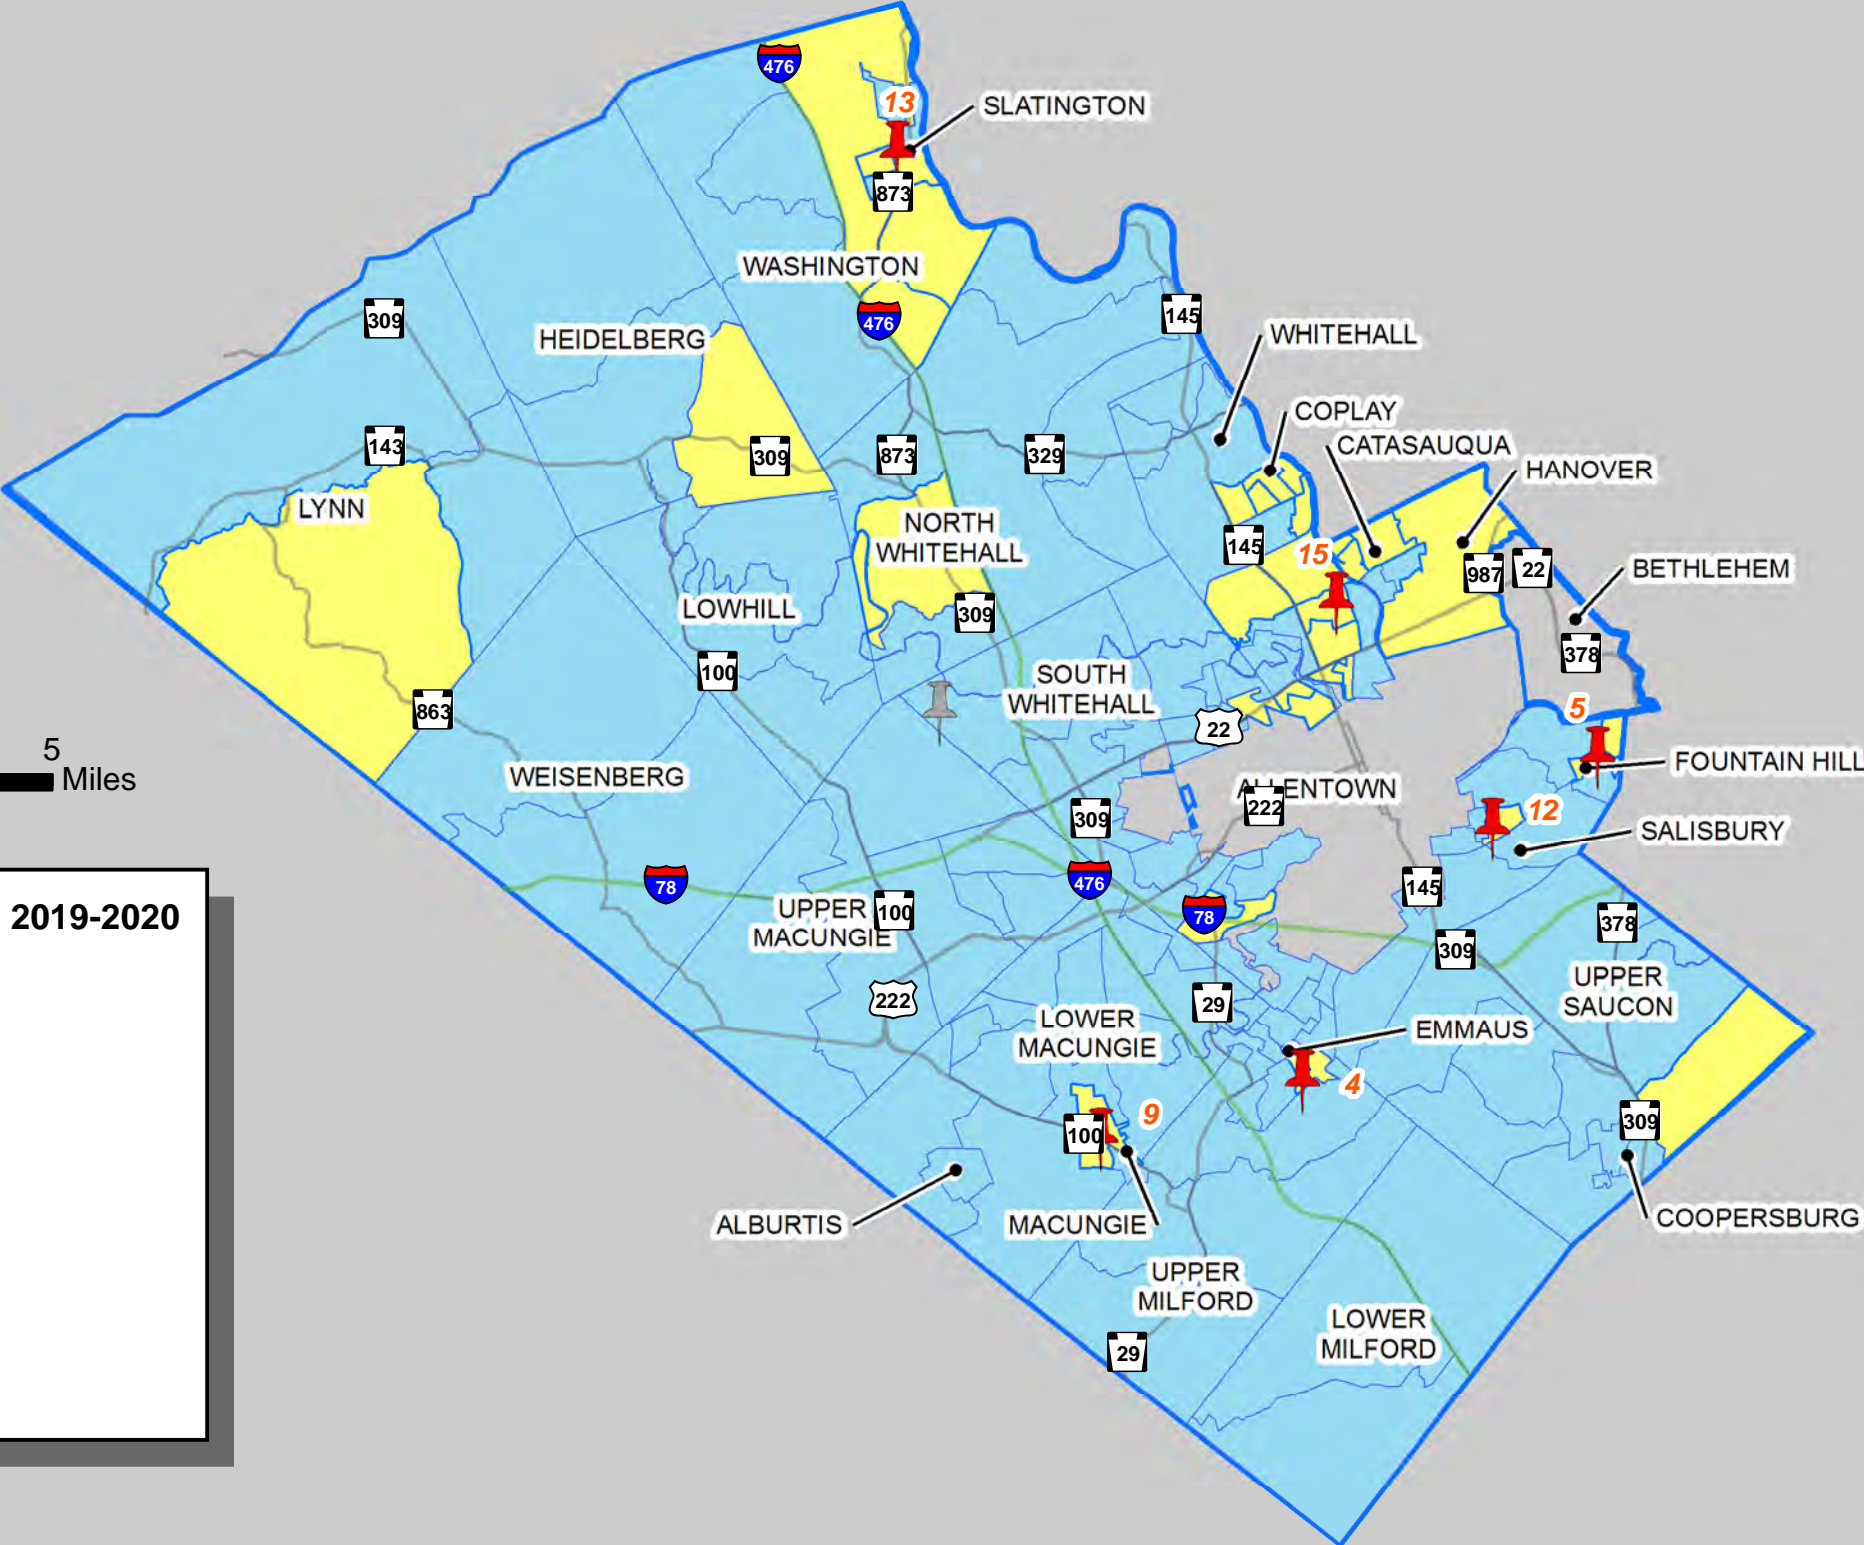 476
13
SLATINGTON
873
WASHINGTON
476
309
HEIDELBERG
145
WHITEHALL
COPLAY
CATASAUQUA
HANOVER
143
309
873
329
LYNN
NORTH
WHITEHALL
145
15
987
22
BETHLEHEM
LOWHILL
309
378
100
SOUTH
WHITEHALL
863
22
5
5
Miles
FOUNTAIN HILL
WEISENBERG
ALLENTOWN
222
309
12
SALISBURY
78
476
145
2019-2020
UPPER
MACUNGIE
100
78
378
309
222
29
UPPER
SAUCON
LOWER
MACUNGIE
EMMAUS
4
9
100
309
ALBURTIS
MACUNGIE
COOPERSBURG
UPPER
MILFORD
LOWER
MILFORD
29